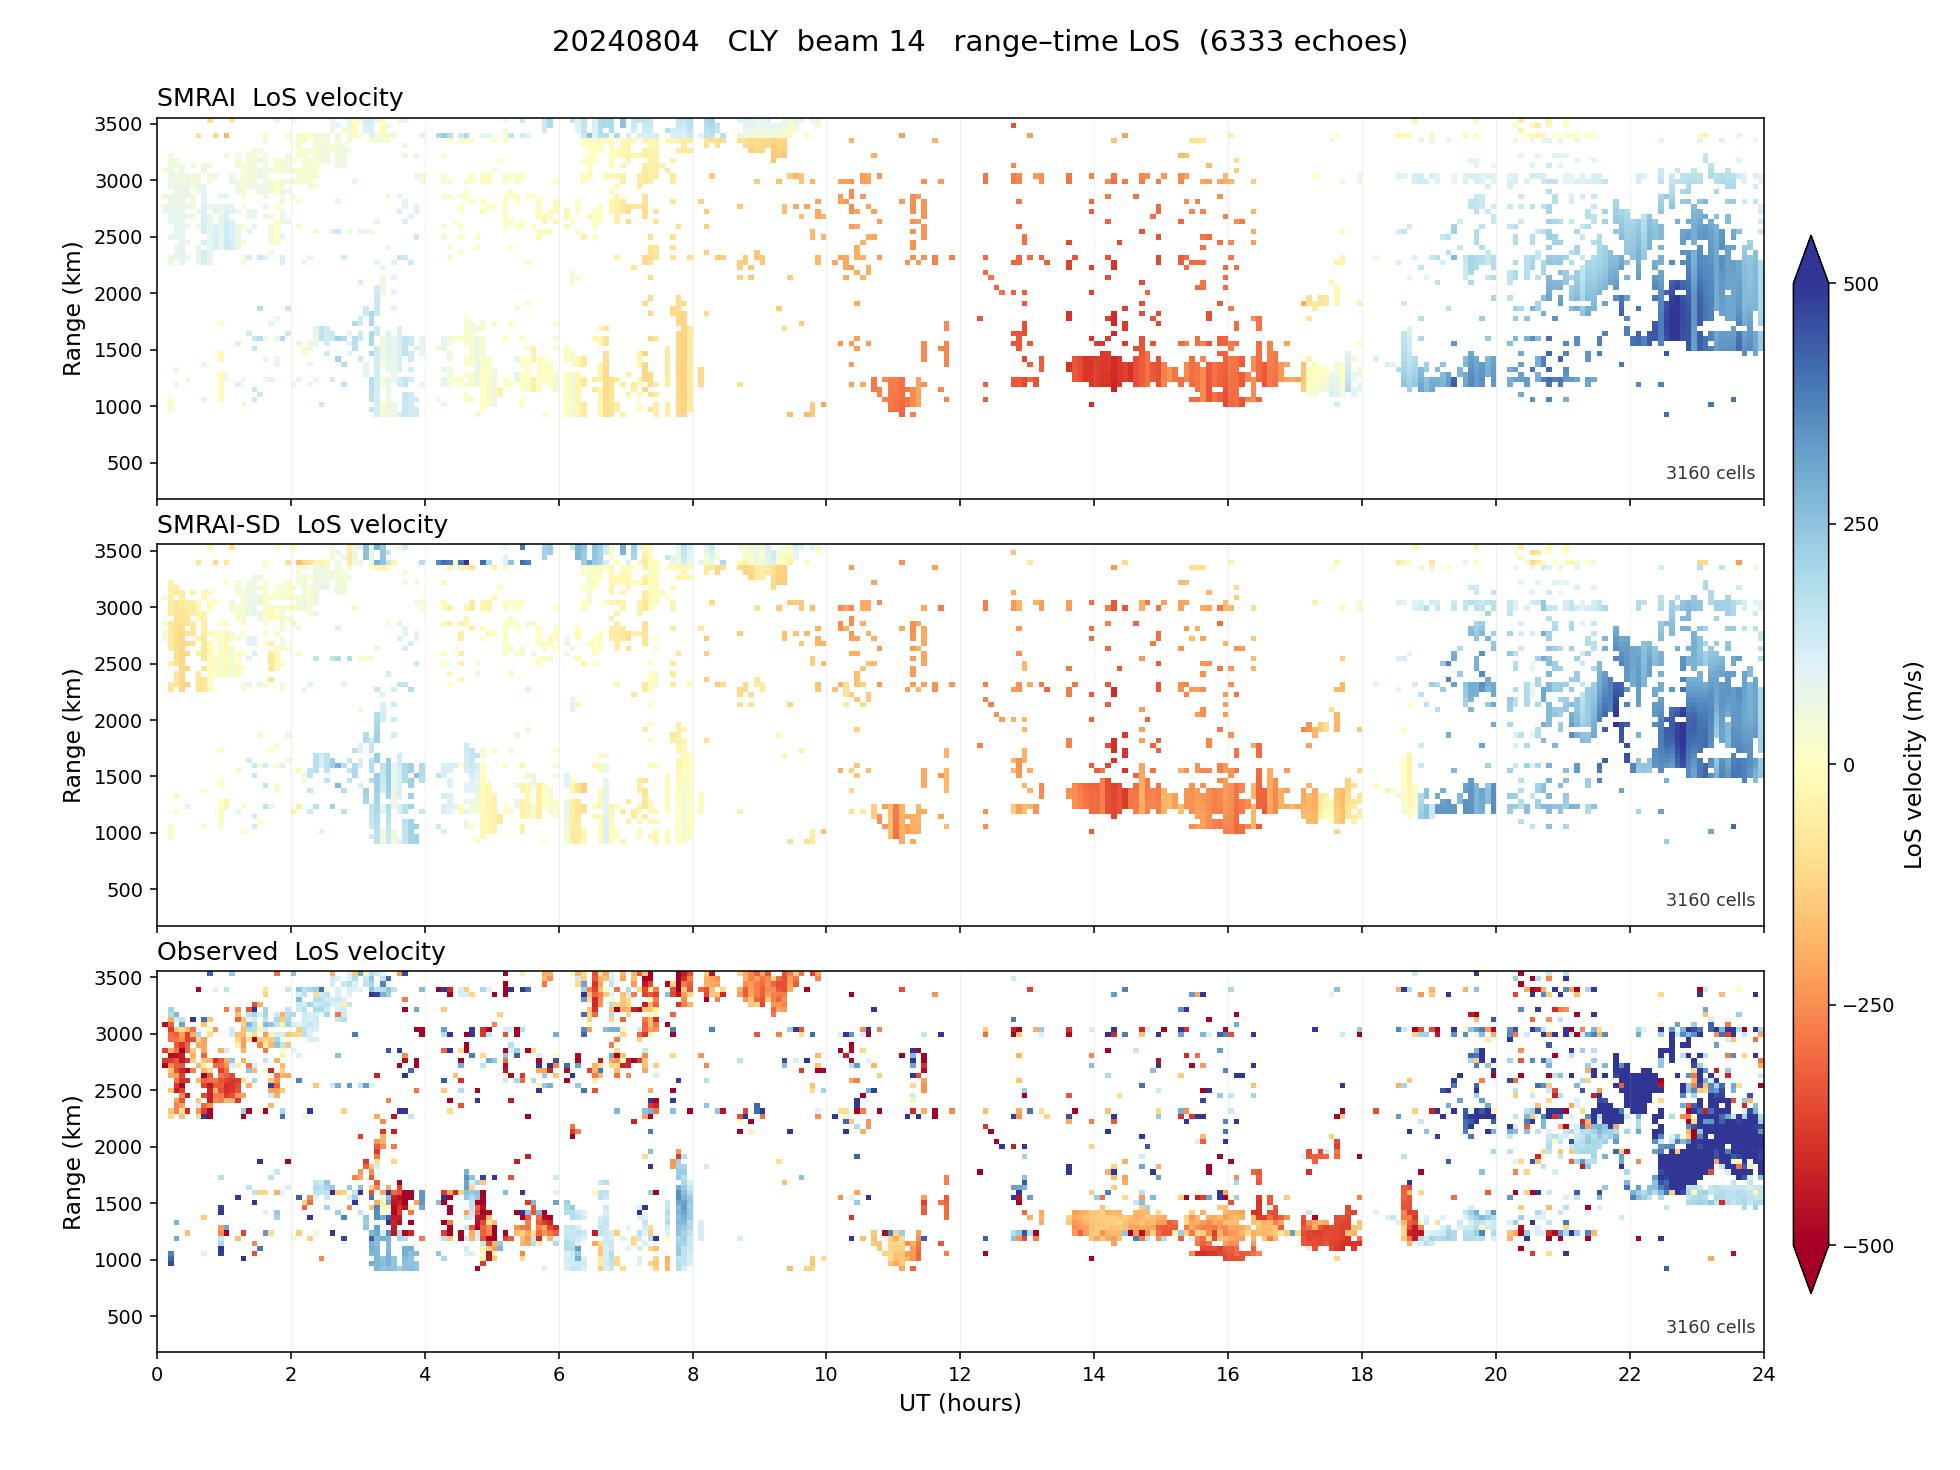 20240804   CLY  beam 14   range–time LoS  (6333 echoes)
SMRAI  LoS velocity
3500
3000
2500
2000
1500
1000
500
Range (km)
3160 cells
SMRAI-SD  LoS velocity
3500
3000
2500
2000
1500
1000
500
Range (km)
3160 cells
Observed  LoS velocity
3500
3000
2500
2000
1500
1000
500
Range (km)
3160 cells
0 2 4 6 8 10 12 14 16 18 20 22 24
UT (hours)
500
250
0
−250
−500
LoS velocity (m/s)